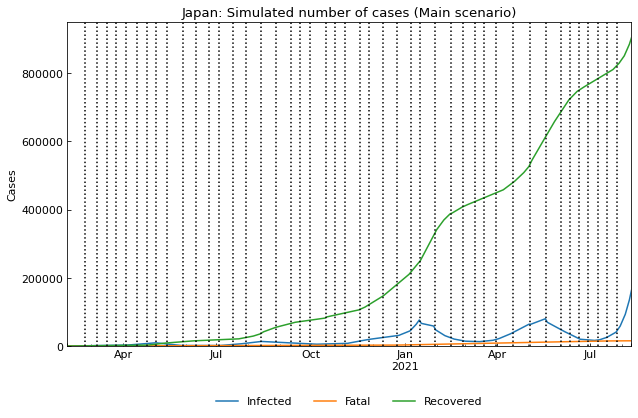 Japan: Simulated number of cases (Main scenario)
800000
600000
400000
200000
0
Cases
Apr Jul Oct Jan Apr Jul
2021
Infected Fatal Recovered